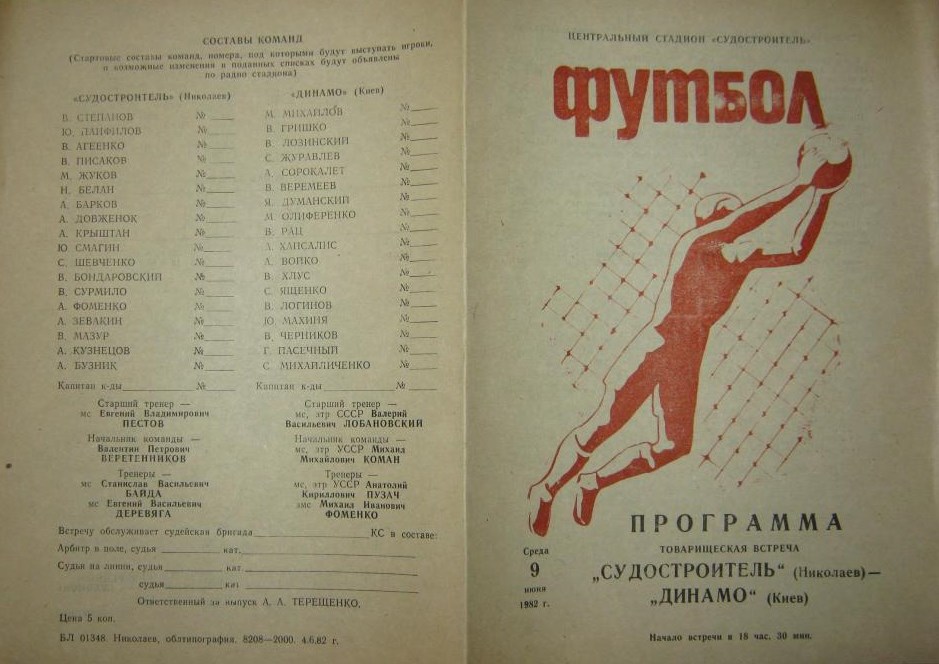 СОСТАВЫ КОМАНД
(Стартовые составы команд, номера, под которыми будут выступать игроки,
и возможные изменения в поданных списках будут объявлены
по радио стадиона)
«СУДОСТРОИТЕЛЬ» (Николаев)
В. СТЕПАНОВ №
Ю. ПАНФИЛОВ №
В. АГЕЕНКО №
В. ПИСАКОВ №
М. ЖУКОВ №
Н. БЕЛАН №
А. БАРКОВ №
А. ДОВЖЕНОК №
А. КРЫШТАН №
Ю СМАГИН №
С. ШЕВЧЕНКО №
В. БОНДАРОВСКИЙ №
В. СУРМИЛО №
А. ФОМЕНКО №
А. ЗЕВАКИН №
В. МАЗУР №
А. КУЗНЕЦОВ №
А. БУЗНИК №
Капитан к-ды №
Старший тренер —
мс Евгений Владимирович
ПЕСТОВ
Начальник команды —
Валентин Петрович
ВЕРЕТЕННИКОВ
Тренеры —
мс Станислав Васильевич
БАЙДА
мс Евгений Васильевич
ДЕРЕВЯГА
«ДИНАМО» (Киев)
М. МИХАЙЛОВ №
В. ГРИШКО №
В. ЛОЗИНСКИЙ №
С. ЖУРАВЛЕВ №
А. СОРОКАЛЕТ №
В. ВЕРЕМЕЕВ №
Я. ДУМАНСКИЙ №
М. ОЛИФЕРЕНКО №
В. РАЦ №
А. ХАПСАЛИС №
А. БОЙКО №
В. ХЛУС №
С. ЯЩЕНКО №
В. ЛОГИНОВ №
Ю. МАХИНЯ №
В. ЧЕРНИКОВ №
Г. ПАСЕЧНЫЙ №
С. МИХАЙЛИЧЕНКО №
Капитан к-ды №
Старший тренер —
мс, зтр СССР Валерий
Васильевич ЛОБАНОВСКИЙ
Начальник команды —
мс, зтр УССР Михаил
Михайлович КОМАН
Тренеры —
мс, зтр УССР Анатолий
Кириллович ПУЗАЧ
змс Михаил Иванович
ФОМЕНКО
Встречу обслуживает судейская бригада КС в составе:
Арбитр в поле, судья кат.
Судьи на линии, судья кат
судья кат
Ответственный за выпуск А. А. ТЕРЕЩЕНКО.
Цена 5 коп.
БЛ 01348. Николаев, облтипография. 8208—2000. 4.6.82 г.
ЦЕНТРАЛЬНЫЙ СТАДИОН «СУДОСТРОИТЕЛЬ»
ФУТБОЛ
ПРОГРАММА
ТОВАРИЩЕСКАЯ ВСТРЕЧА
„СУДОСТРОИТЕЛЬ“ (Николаев)—
„ДИНАМО“ (Киев)
Среда
9
июня
1982 г.
Начало встречи в 18 час. 30 мин.